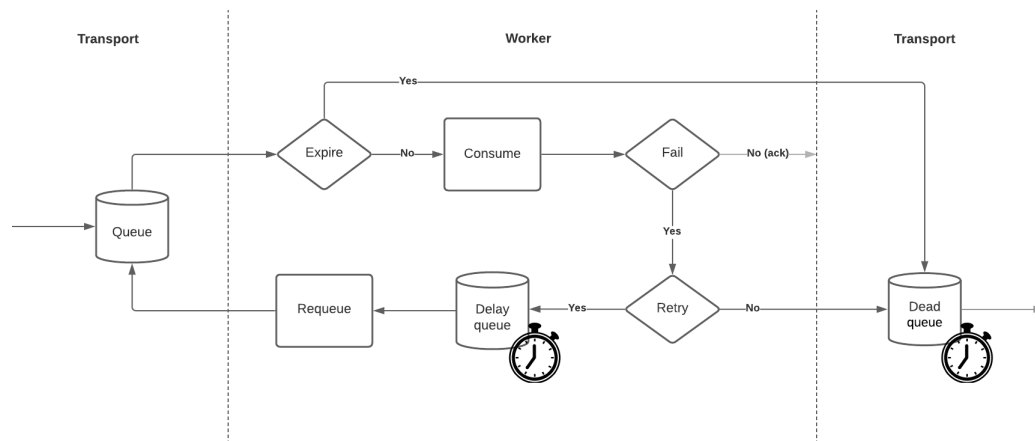 Transport
Worker
Transport
Yes
Expire
No
Consume
Fail
No (ack)
Queue
Yes
Requeue
Delay
queue
Yes
Retry
No
Dead
queue